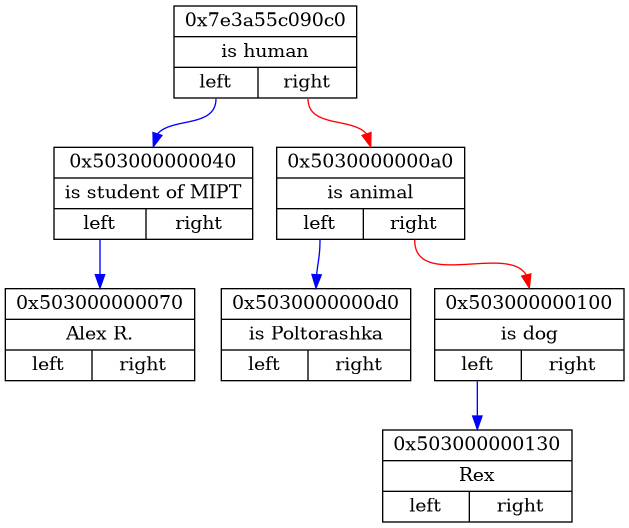 0x7e3a55c090c0
is human
left right
0x503000000040
is student of MIPT
left right
0x5030000000a0
is animal
left right
0x503000000070
Alex R.
left right
0x5030000000d0
is Poltorashka
left right
0x503000000100
is dog
left right
0x503000000130
Rex
left right